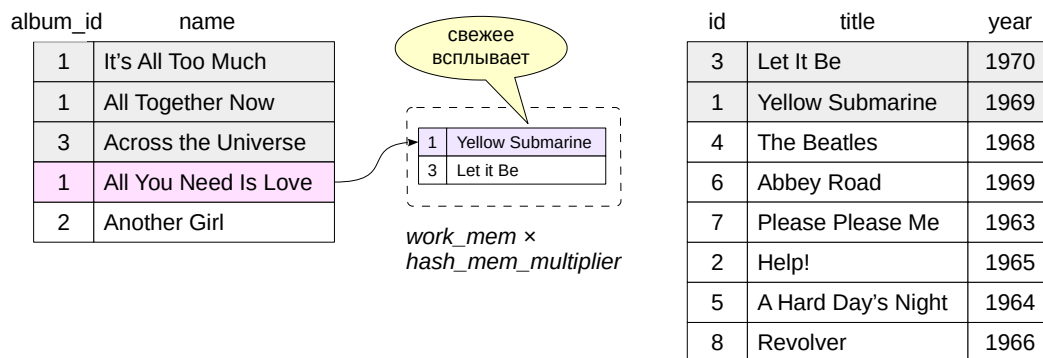 album_id name
1 It's All Too Much
1 All Together Now
3 Across the Universe
1 All You Need Is Love
2 Another Girl
свежее
всплывает
1 Yellow Submarine
3 Let it Be
work_mem ×
hash_mem_multiplier
id title year
3 Let It Be 1970
1 Yellow Submarine 1969
4 The Beatles 1968
6 Abbey Road 1969
7 Please Please Me 1963
2 Help! 1965
5 A Hard Day's Night 1964
8 Revolver 1966